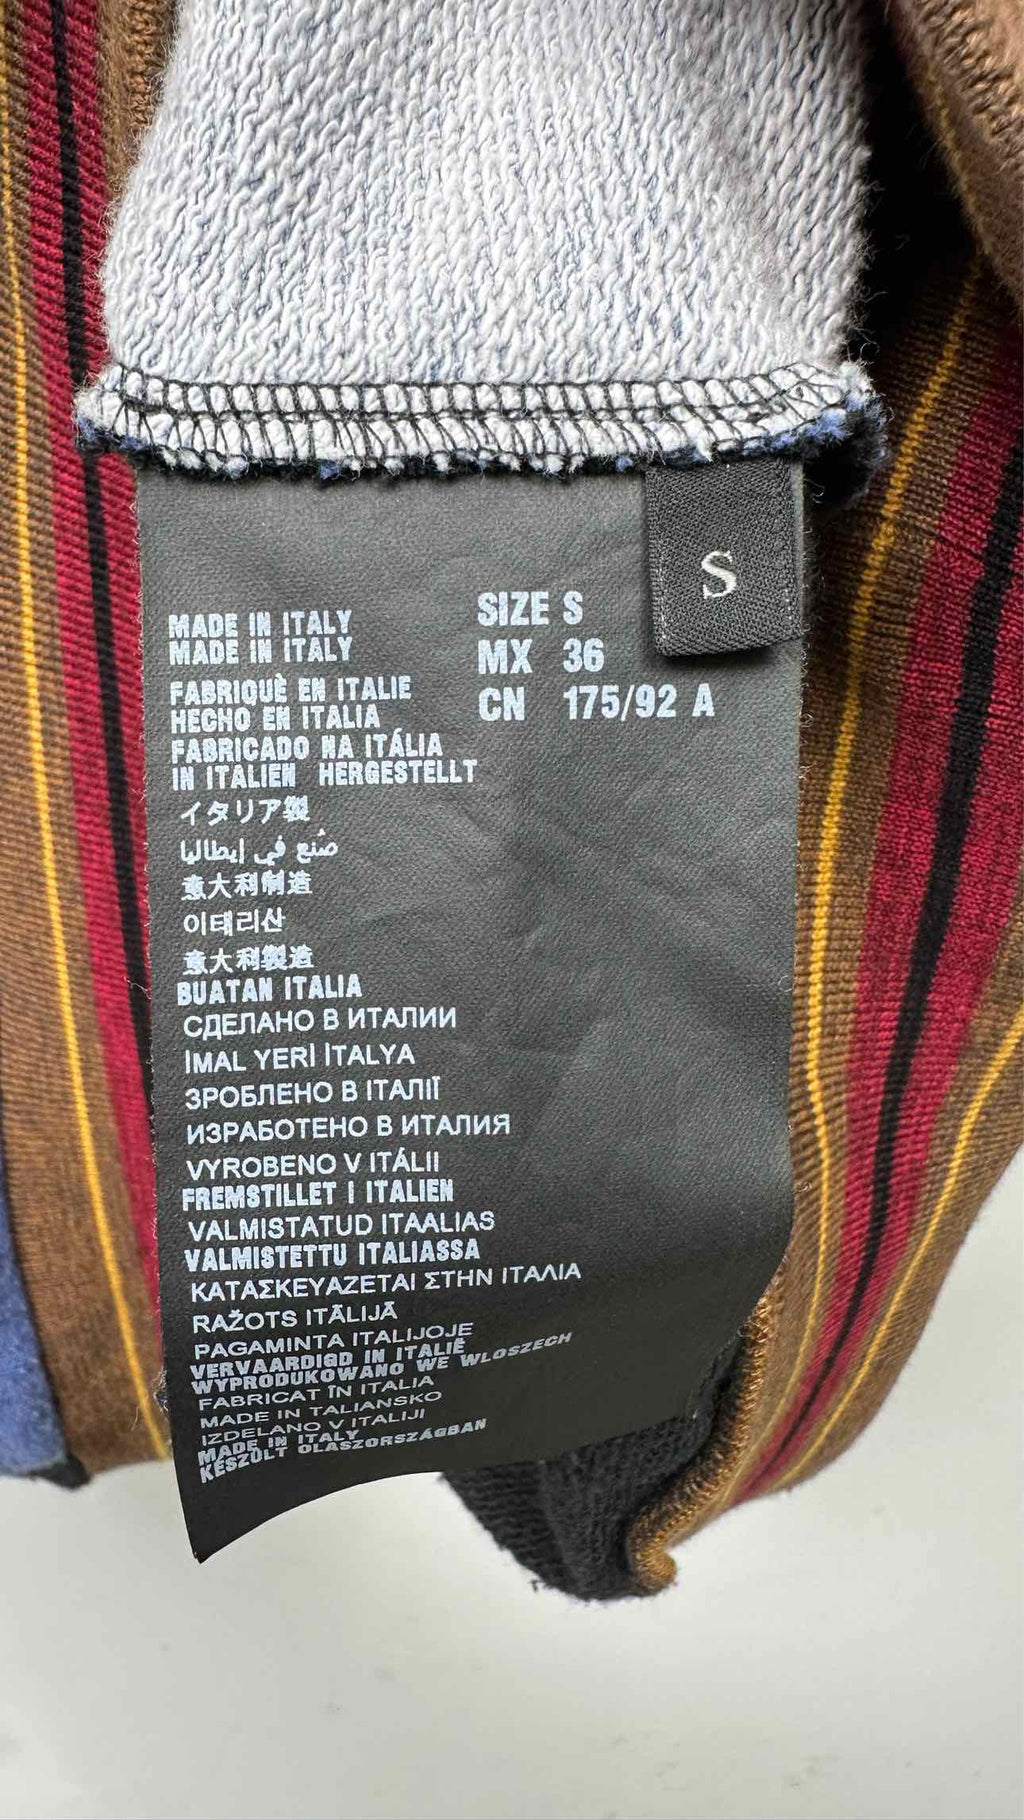 S
SIZE S
MX 36
CN 175/92 A
MADE IN ITALY
MADE IN ITALY
FABRIQUÈ EN ITALIE
HECHO EN ITALIA
FABRICADO NA ITÁLIA
IN ITALIEN HERGESTELLT
イタリア製
صُنع في إيطاليا
意大利制造
이태리산
意大利製造
BUATAN ITALIA
СДЕЛАНО В ИТАЛИИ
İMAL YERİ İTALYA
ЗРОБЛЕНО В ІТАЛІЇ
ИЗРАБОТЕНО В ИТАЛИЯ
VYROBENO V ITÁLII
FREMSTILLET I ITALIEN
VALMISTATUD ITAALIAS
VALMISTETTU ITALIASSA
ΚΑΤΑΣΚΕΥΑΖΕΤΑΙ ΣΤΗΝ ΙΤΑΛΙΑ
RAŽOTS ITĀLIJĀ
PAGAMINTA ITALIJOJE
VERVAARDIGD IN ITALIË
WYPRODUKOWANO WE WLOSZECH
FABRICAT ÎN ITALIA
MADE IN TALIANSKO
IZDELANO V ITALIJI
MADE IN ITALY
KÉSZÜLT OLASZORSZÁGBAN